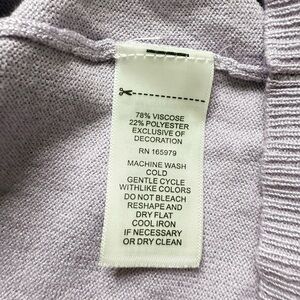 78% VISCOSE
22% POLYESTER
EXCLUSIVE OF
DECORATION
RN 165979
MACHINE WASH
COLD
GENTLE CYCLE
WITHLIKE COLORS
DO NOT BLEACH
RESHAPE AND
DRY FLAT
COOL IRON
IF NECESSARY
OR DRY CLEAN